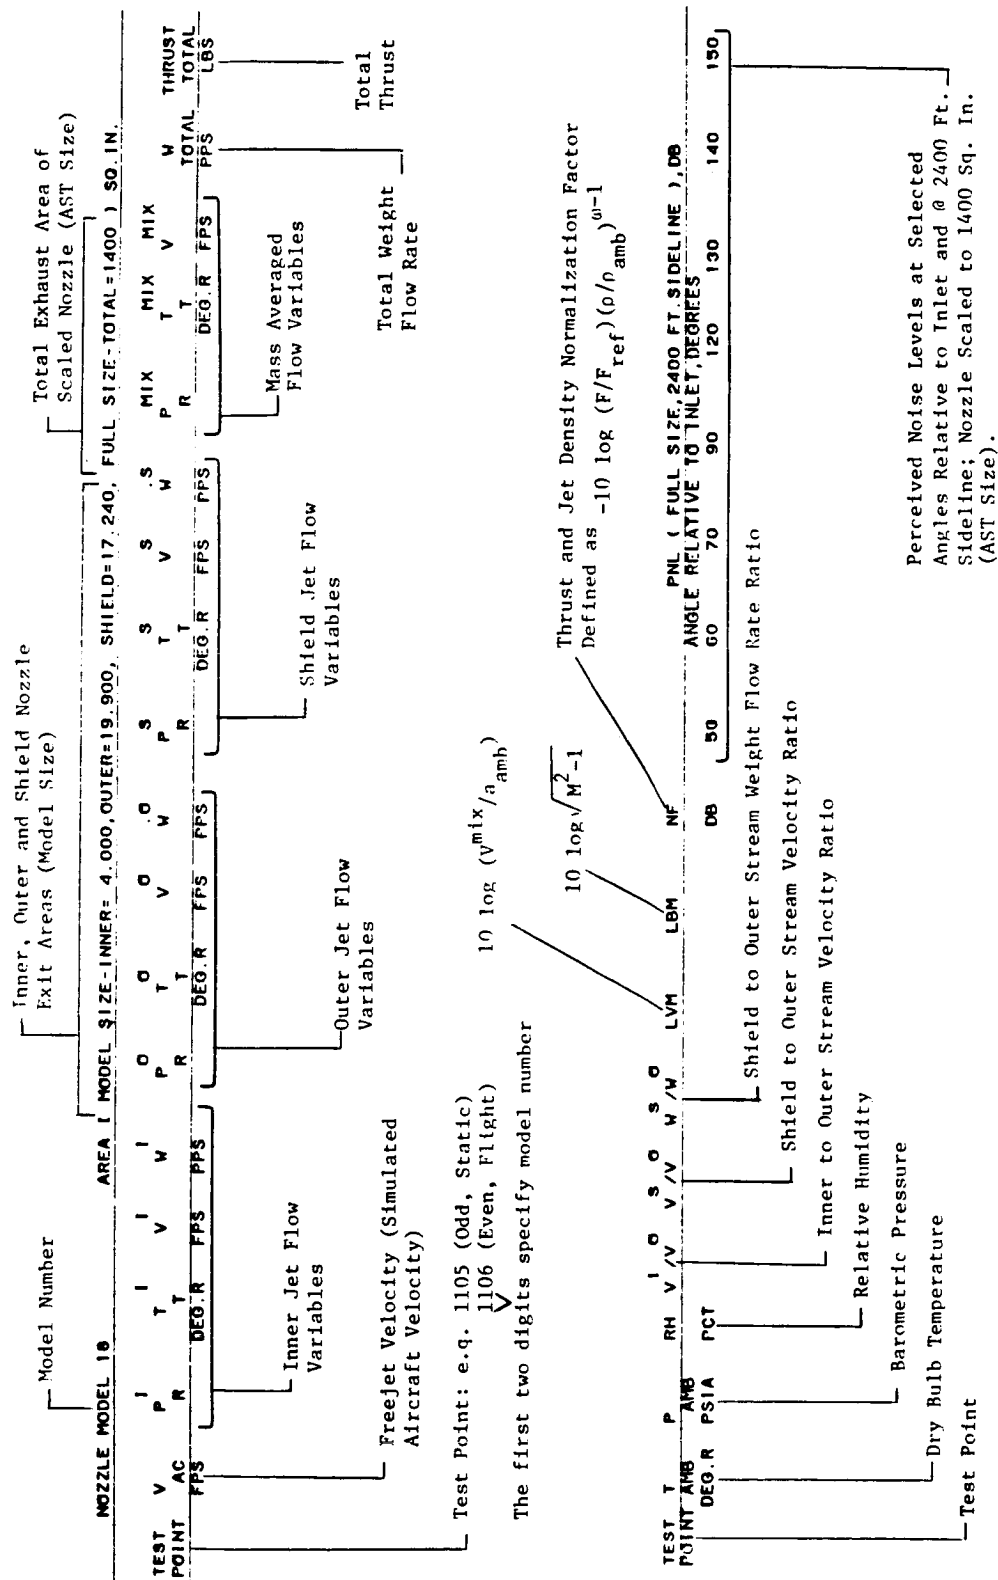 Model Number
Inner, Outer and Shield Nozzle
Exit Areas (Model Size)
Total Exhaust Area of
Scaled Nozzle (AST Size)
NOZZLE MODEL 18 AREA [ MODEL SIZE-INNER= 4.000,OUTER=19.900, SHIELD=17.240, FULL SIZE-TOTAL=1400 ) SQ.IN.
TEST V I I I I O O O O S S S S MIX MIX MIX W THRUST
POINT AC P T V W P T V W P T V W P T V TOTAL TOTAL
R T R T R T R T
FPS DEG.R FPS PPS DEG.R FPS PPS DEG.R FPS PPS DEG.R FPS PPS LBS
Inner Jet Flow
Variables
Outer Jet Flow
Variables
Shield Jet Flow
Variables
Mass Averaged
Flow Variables
Total
Thrust
Freejet Velocity (Simulated
Aircraft Velocity)
Total Weight
Flow Rate
Test Point: e.q. 1105 (Odd, Static)
1106 (Even, Flight)
The first two digits specify model number
10 log (V^mix/a_amb)
10 log√M²-1
Thrust and Jet Density Normalization Factor
Defined as -10 log (F/F_ref)(ρ/ρ_amb)^ω-1
PNL ( FULL SIZE,2400 FT.SIDELINE ),DB
TEST T P RH V I/V O V S/V O W S/W O LVM LBM NF ANGLE RELATIVE TO INLET,DEGREES
POINT AMB AMB
DEG.R PSIA PCT DB 50 60 70 90 120 130 140 150
Shield to Outer Stream Weight Flow Rate Ratio
Shield to Outer Stream Velocity Ratio
Inner to Outer Stream Velocity Ratio
Relative Humidity
Barometric Pressure
Dry Bulb Temperature
Test Point
Perceived Noise Levels at Selected
Angles Relative to Inlet and @ 2400 Ft.
Sideline; Nozzle Scaled to 1400 Sq. In.
(AST Size).